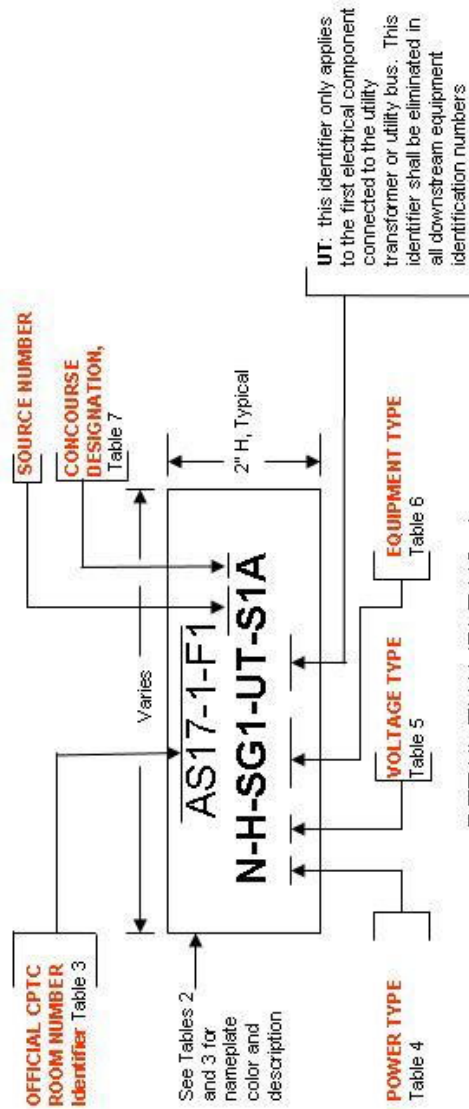 OFFICIAL CPTC
ROOM NUMBER
Identifier Table 3
SOURCE NUMBER
CONCOURSE
DESIGNATION,
Table 7
Varies
See Tables 2
and 3 for
nameplate
color and
description
AS17-1-F1
N-H-SG1-UT-S1A
2" H, Typical
POWER TYPE
Table 4
VOLTAGE TYPE
Table 5
EQUIPMENT TYPE
Table 6
UT: this identifier only applies
to the first electrical component
connected to the utility
transformer or utility bus. This
identifier shall be eliminated in
all downstream equipment
identification numbers